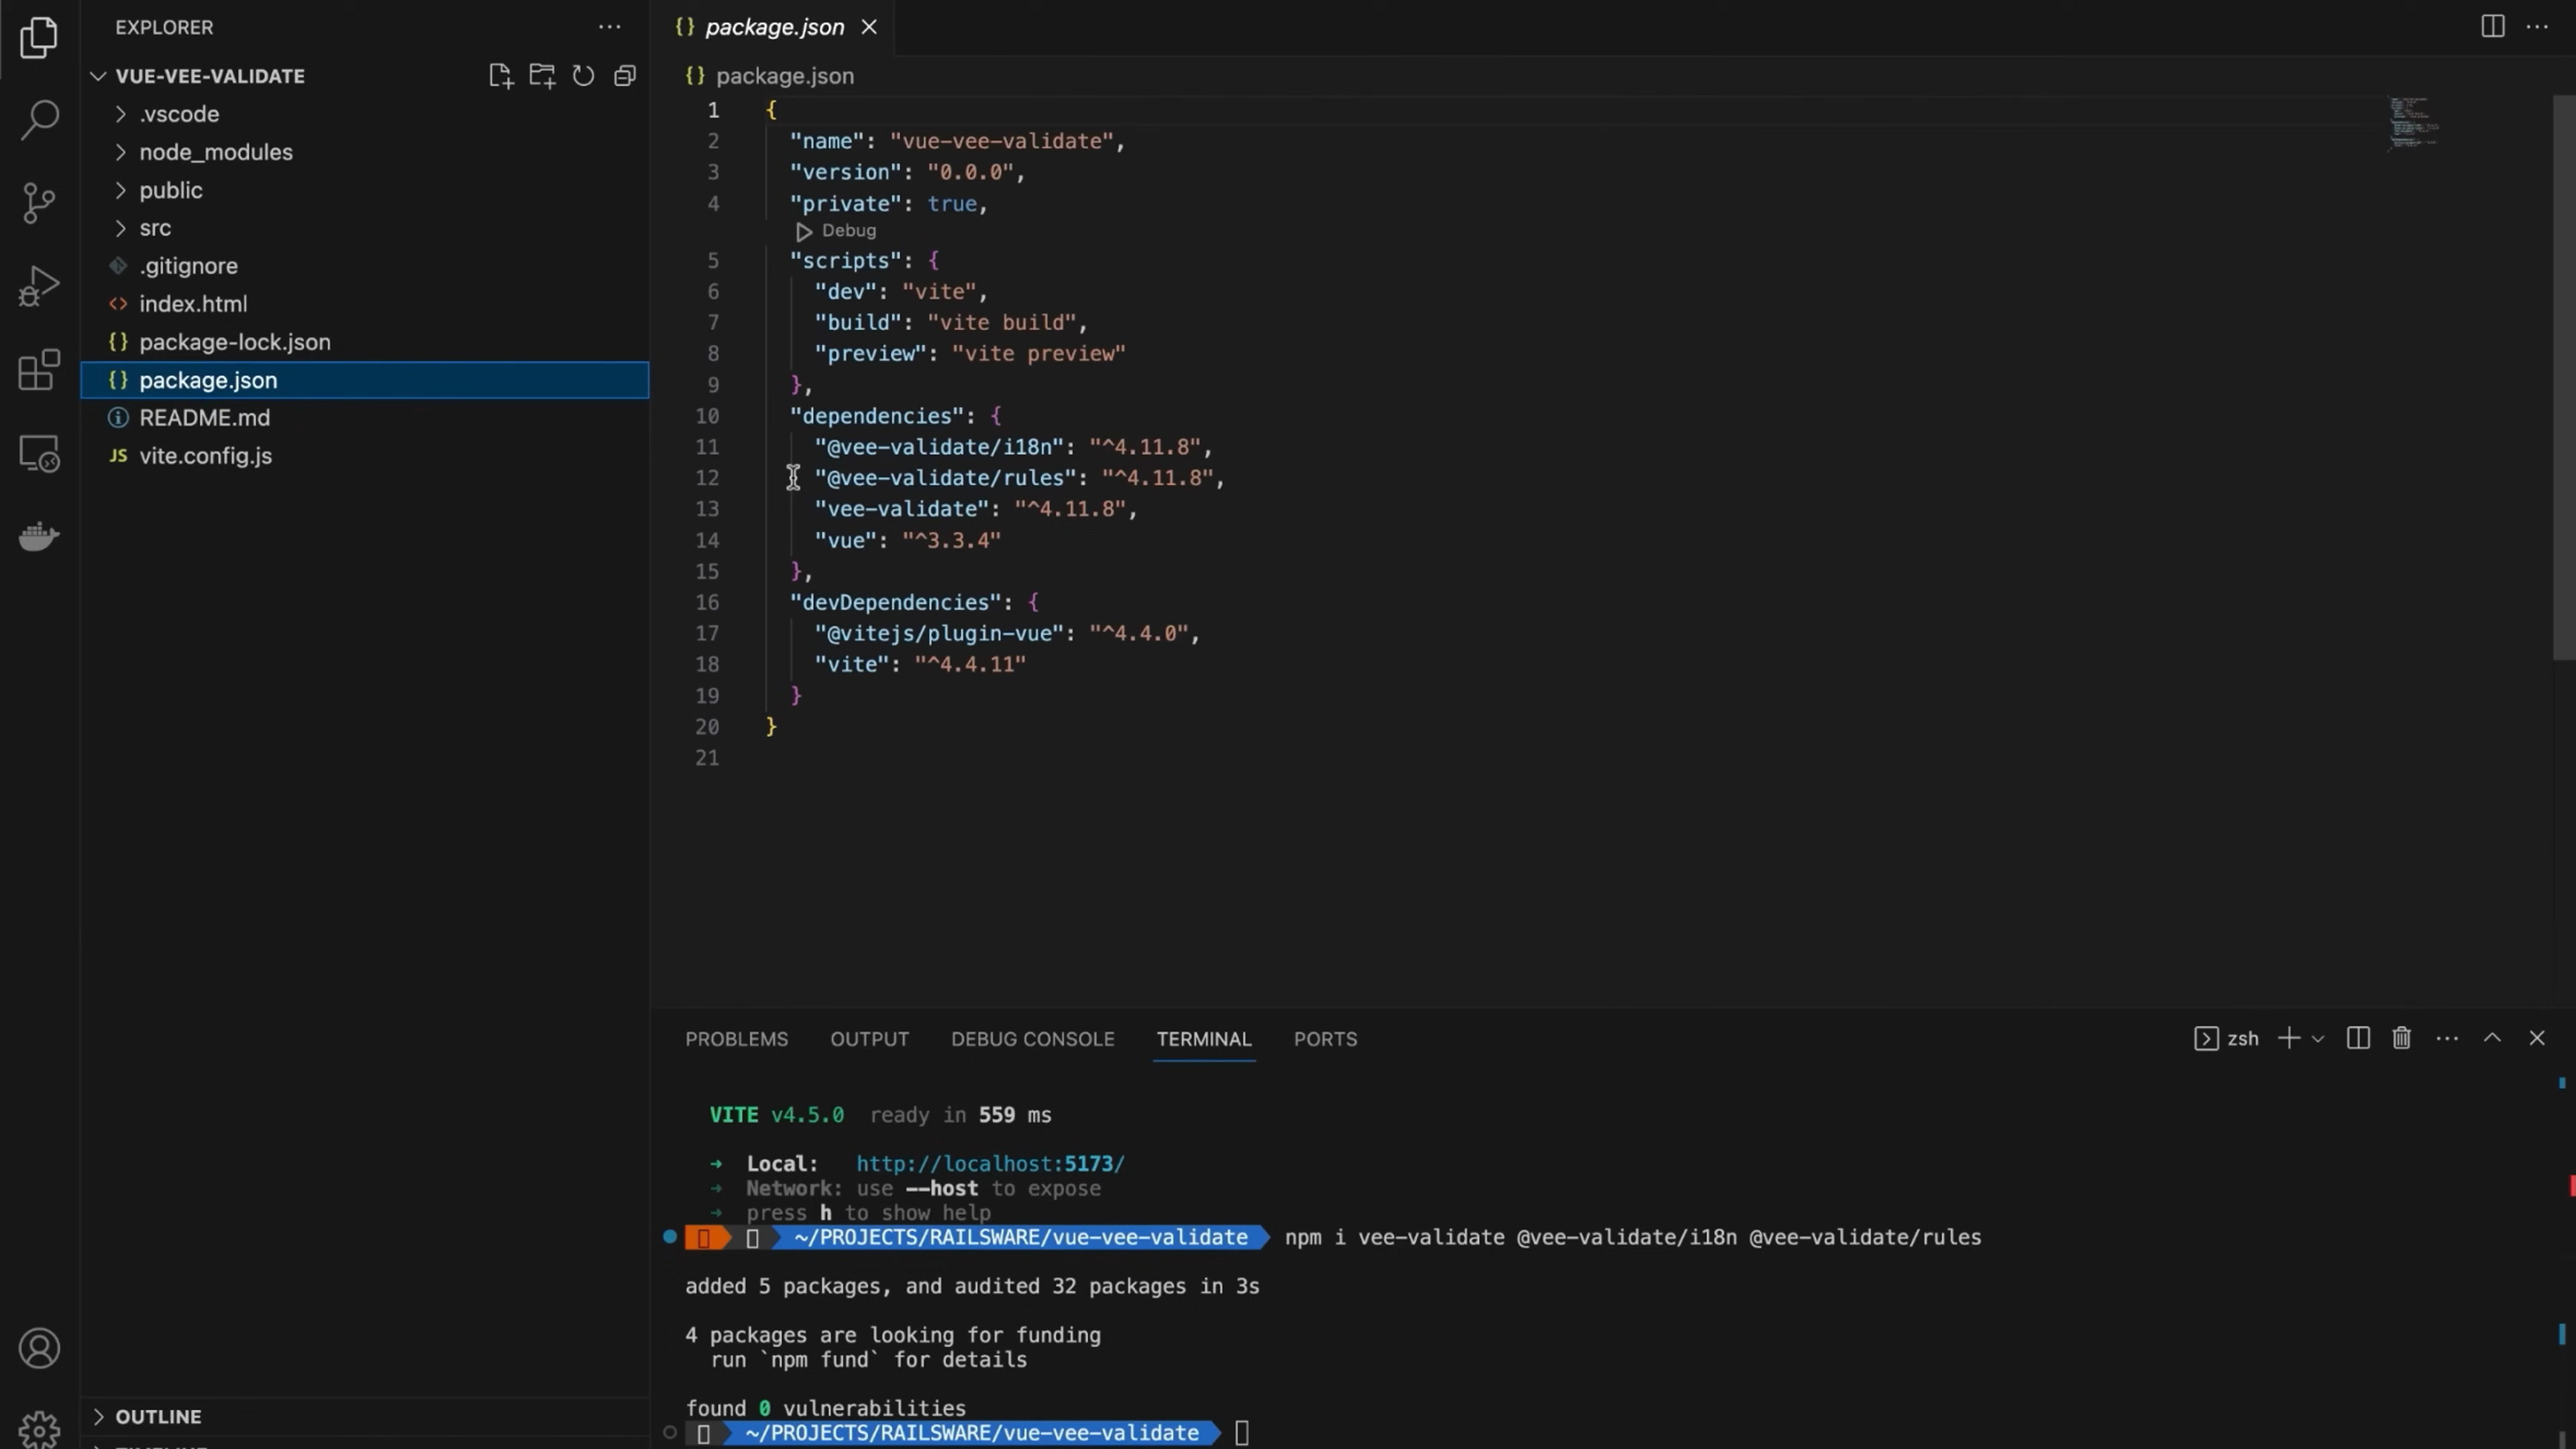 EXPLORER
VUE-VEE-VALIDATE
.vscode
node_modules
public
src
.gitignore
index.html
package-lock.json
package.json
README.md
vite.config.js
OUTLINE
package.json
package.json
1 {
2 "name": "vue-vee-validate",
3 "version": "0.0.0",
4 "private": true,
Debug
5 "scripts": {
6 "dev": "vite",
7 "build": "vite build",
8 "preview": "vite preview"
9 },
10 "dependencies": {
11 "@vee-validate/i18n": "^4.11.8",
12 "@vee-validate/rules": "^4.11.8",
13 "vee-validate": "^4.11.8",
14 "vue": "^3.3.4"
15 },
16 "devDependencies": {
17 "@vitejs/plugin-vue": "^4.4.0",
18 "vite": "^4.4.11"
19 }
20 }
21
PROBLEMS OUTPUT DEBUG CONSOLE TERMINAL PORTS zsh
VITE v4.5.0 ready in 559 ms
➜ Local: http://localhost:5173/
➜ Network: use --host to expose
➜ press h to show help
~/PROJECTS/RAILSWARE/vue-vee-validate npm i vee-validate @vee-validate/i18n @vee-validate/rules
added 5 packages, and audited 32 packages in 3s
4 packages are looking for funding
run `npm fund` for details
found 0 vulnerabilities
~/PROJECTS/RAILSWARE/vue-vee-validate